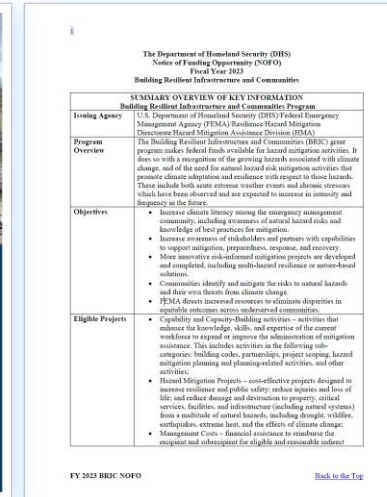 The Department of Homeland Security (DHS)
Notice of Funding Opportunity (NOFO)
Fiscal Year 2023
Building Resilient Infrastructure and Communities
SUMMARY OVERVIEW OF KEY INFORMATION
Building Resilient Infrastructure and Communities Program
Issuing Agency
U.S. Department of Homeland Security (DHS)/Federal Emergency
Management Agency (FEMA)/Resilience/Hazard Mitigation
Directorate/Hazard Mitigation Assistance Division (HMA)
Program
Overview
The Building Resilient Infrastructure and Communities (BRIC) grant
program makes federal funds available for hazard mitigation activities. It
does so with a recognition of the growing hazards associated with climate
change, and of the need for natural hazard risk mitigation activities that
promote climate adaptation and resilience with respect to those hazards.
These include both acute extreme weather events and chronic stressors
which have been observed and are expected to increase in intensity and
frequency in the future.
Objectives
• Increase climate literacy among the emergency management
community, including awareness of natural hazard risks and
knowledge of best practices for mitigation.
• Increase awareness of stakeholders and partners with capabilities
to support mitigation, preparedness, response, and recovery.
• More innovative risk-informed mitigation projects are developed
and completed, including multi-hazard resilience or nature-based
solutions.
• Communities identify and mitigate the risks to natural hazards
and their own threats from climate change.
• FEMA directs increased resources to eliminate disparities in
equitable outcomes across underserved communities.
Eligible Projects
• Capability and Capacity-Building activities – activities that
enhance the knowledge, skills, and expertise of the current
workforce to expand or improve the administration of mitigation
assistance. This includes activities in the following sub-
categories: building codes, partnerships, project scoping, hazard
mitigation planning and planning-related activities, and other
activities;
• Hazard Mitigation Projects – cost-effective projects designed to
increase resilience and public safety; reduce injuries and loss of
life; and reduce damage and destruction to property, critical
services, facilities, and infrastructure (including natural systems)
from a multitude of natural hazards, including drought, wildfire,
earthquakes, extreme heat, and the effects of climate change;
• Management Costs – financial assistance to reimburse the
recipient and subrecipient for eligible and reasonable indirect
FY 2023 BRIC NOFO
Back to the Top